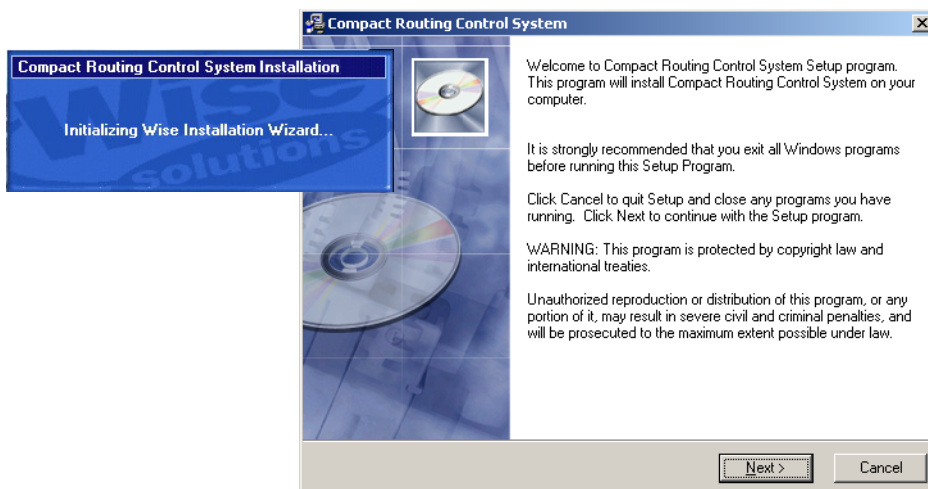 Compact Routing Control System
Compact Routing Control System Installation
Wise
solutions
Initializing Wise Installation Wizard...
Welcome to Compact Routing Control System Setup program.
This program will install Compact Routing Control System on your
computer.
It is strongly recommended that you exit all Windows programs
before running this Setup Program.
Click Cancel to quit Setup and close any programs you have
running. Click Next to continue with the Setup program.
WARNING: This program is protected by copyright law and
international treaties.
Unauthorized reproduction or distribution of this program, or any
portion of it, may result in severe civil and criminal penalties, and
will be prosecuted to the maximum extent possible under law.
Next >
Cancel